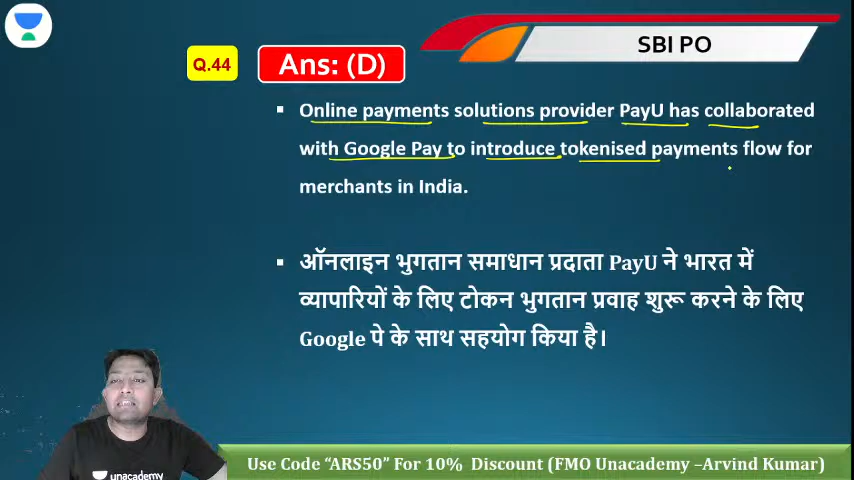 SBI PO
Q.44
Ans: (D)
▪ Online payments solutions provider PayU has collaborated
with Google Pay to introduce tokenised payments flow for
merchants in India.
▪ ऑनलाइन भुगतान समाधान प्रदाता PayU ने भारत में
व्यापारियों के लिए टोकन भुगतान प्रवाह शुरू करने के लिए
Google पे के साथ सहयोग किया है।
unacademy
Use Code “ARS50” For 10% Discount (FMO Unacademy –Arvind Kumar)